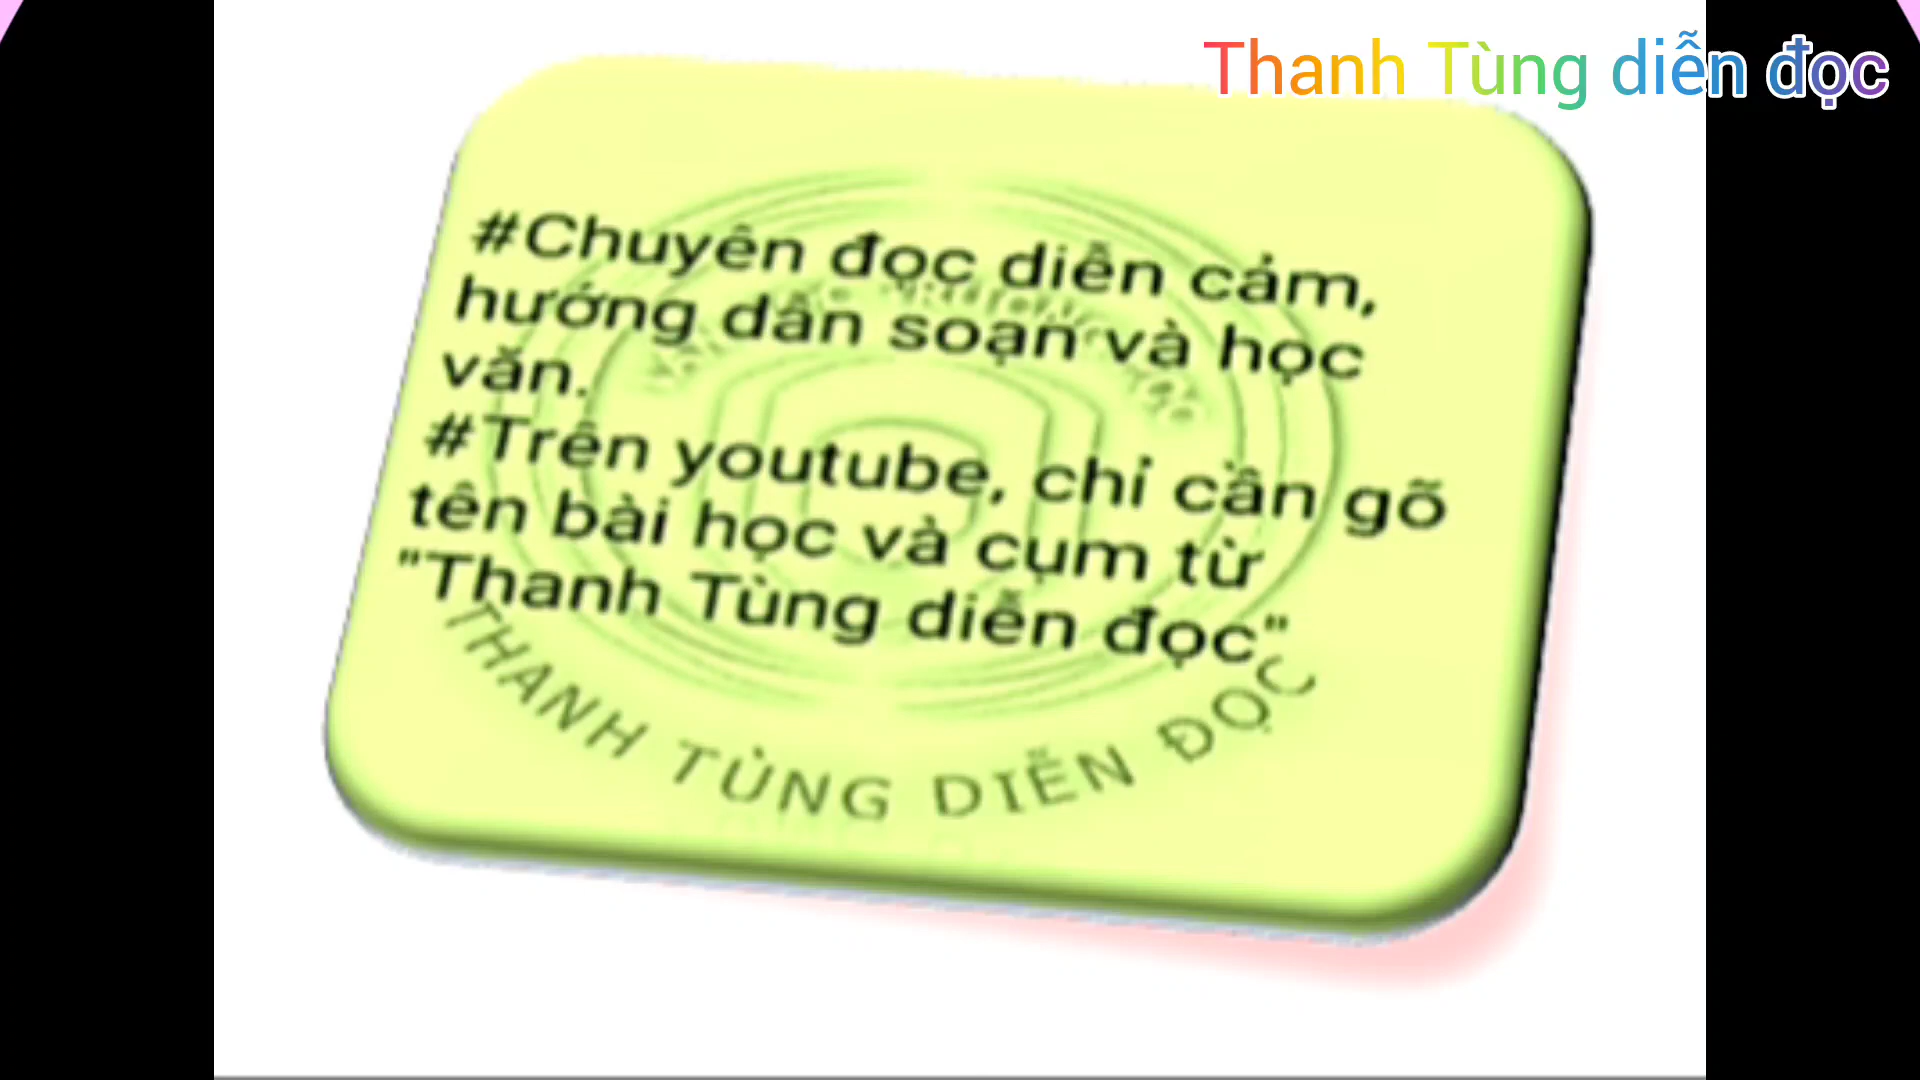 Thanh Tùng diễn đọc
#Chuyên đọc diễn cảm,
hướng dẫn soạn và học
văn.
#Trên youtube, chỉ cần gõ
tên bài học và cụm từ
"Thanh Tùng diễn đọc"
THANH TÙNG DIỄN ĐỌC